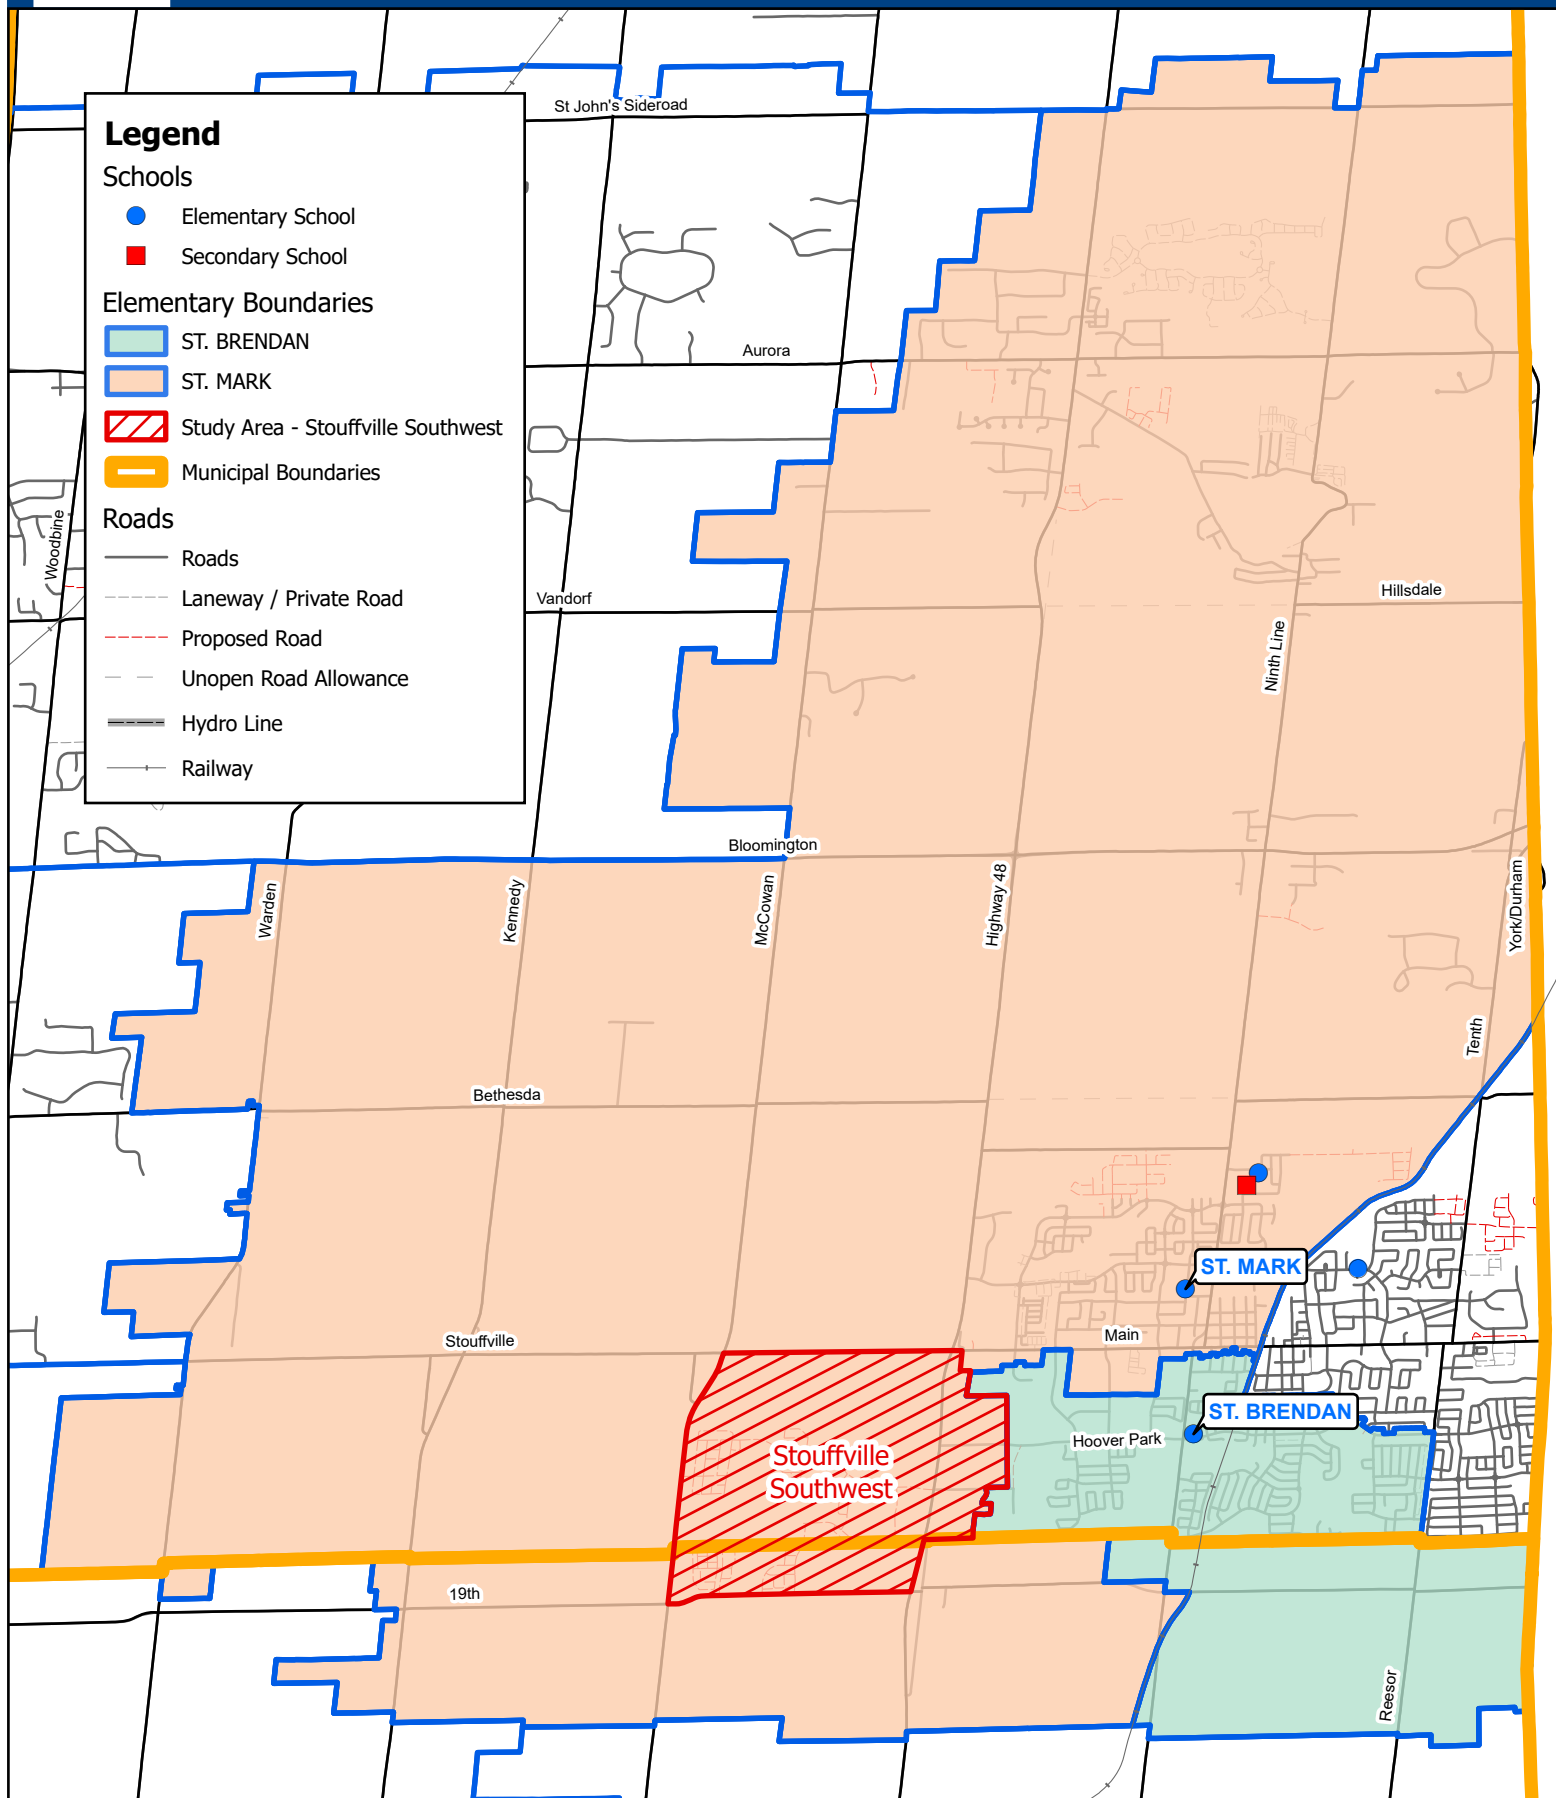 St John's Sideroad
Legend
Schools
Elementary School
Secondary School
Elementary Boundaries
ST. BRENDAN
ST. MARK
Study Area - Stouffville Southwest
Municipal Boundaries
Roads
Roads
Laneway / Private Road
Proposed Road
Unopen Road Allowance
Hydro Line
Railway
Aurora
Woodbine
Vandorf
Hillsdale
Ninth Line
Bloomington
Warden
Kennedy
McCowan
Highway 48
York/Durham
Tenth
Bethesda
ST. MARK
Main
Stouffville
ST. BRENDAN
Hoover Park
Stouffville
Southwest
19th
Reesor